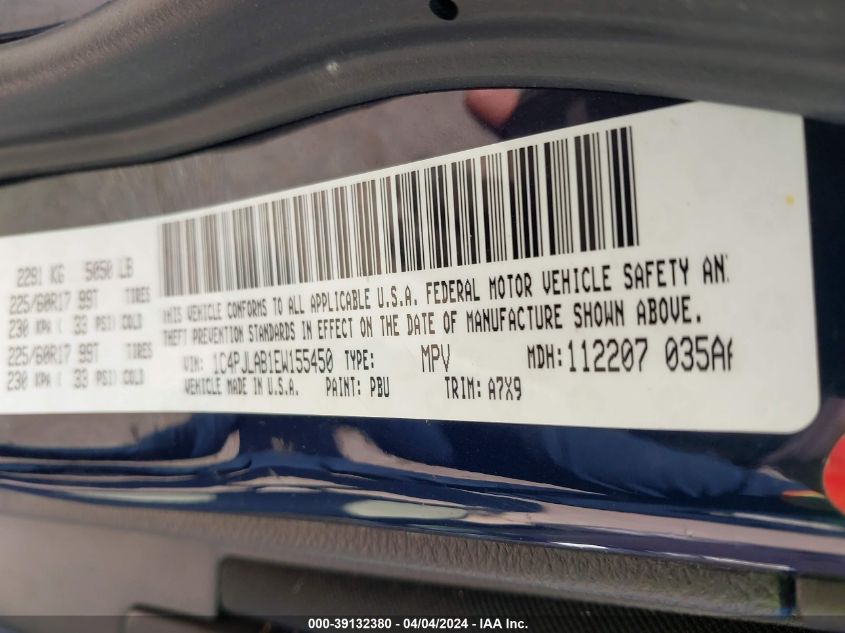 2291 KG 5050 LB
225/60R17 99T TIRES
230 KPA ( 33 PSI) COLD
225/60R17 99T TIRES
230 KPA ( 33 PSI) COLD
THIS VEHICLE CONFORMS TO ALL APPLICABLE U.S.A. FEDERAL MOTOR VEHICLE SAFETY AN
THEFT PREVENTION STANDARDS IN EFFECT ON THE DATE OF MANUFACTURE SHOWN ABOVE.
VIN: 1C4PJLAB1EW155450 TYPE: MPV MDH: 112207 035AA
VEHICLE MADE IN U.S.A. PAINT: PBU TRIM: A7X9
000-39132380 - 04/04/2024 - IAA Inc.